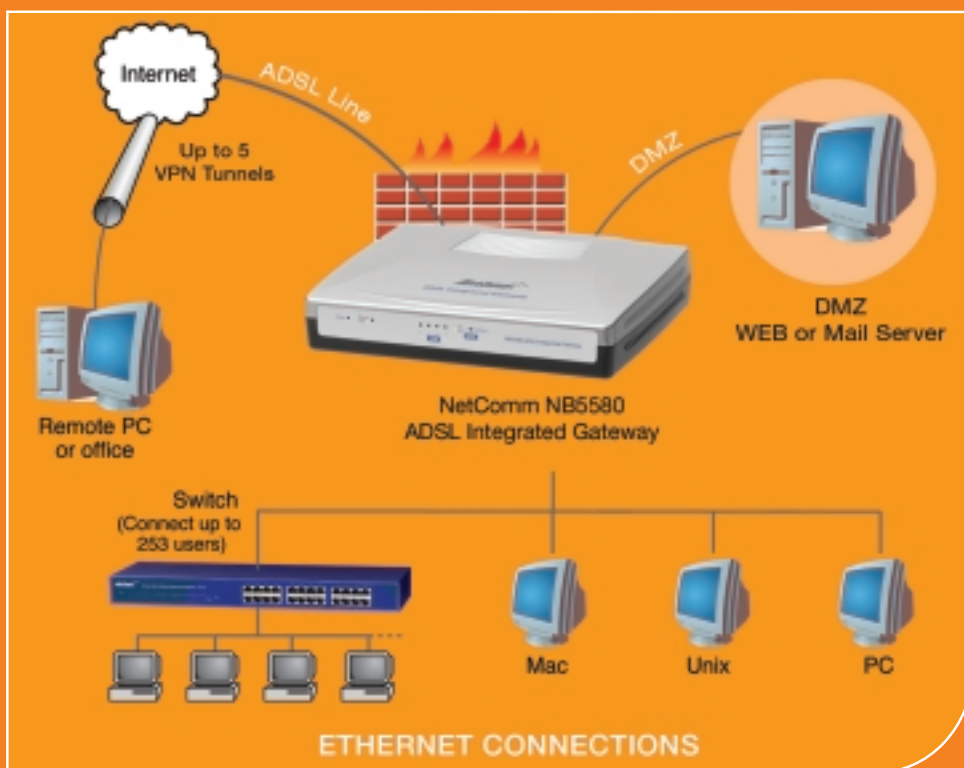 Internet
ADSL Line
Up to 5
VPN Tunnels
DMZ
Remote PC
or office
DMZ
WEB or Mail Server
NetComm NB5580
ADSL Integrated Gateway
Switch
(Connect up to
253 users)
Mac
Unix
PC
ETHERNET CONNECTIONS